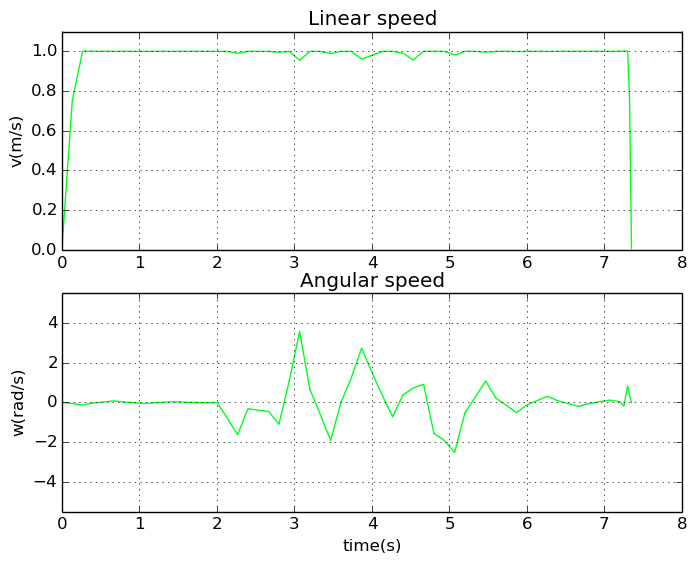 Linear speed
v(m/s)
1.0
0.8
0.6
0.4
0.2
0.0
0 1 2 3 4 5 6 7 8
Angular speed
w(rad/s)
4
2
0
−2
−4
0 1 2 3 4 5 6 7 8
time(s)